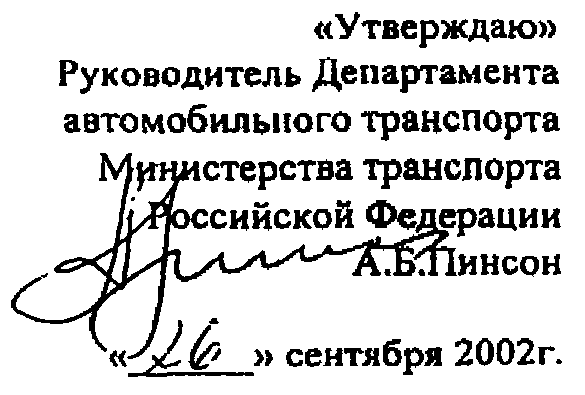 «Утверждаю»
Руководитель Департамента
автомобильного транспорта
Министерства транспорта
Российской Федерации
А.Б.Пинсон
«26» сентября 2002г.